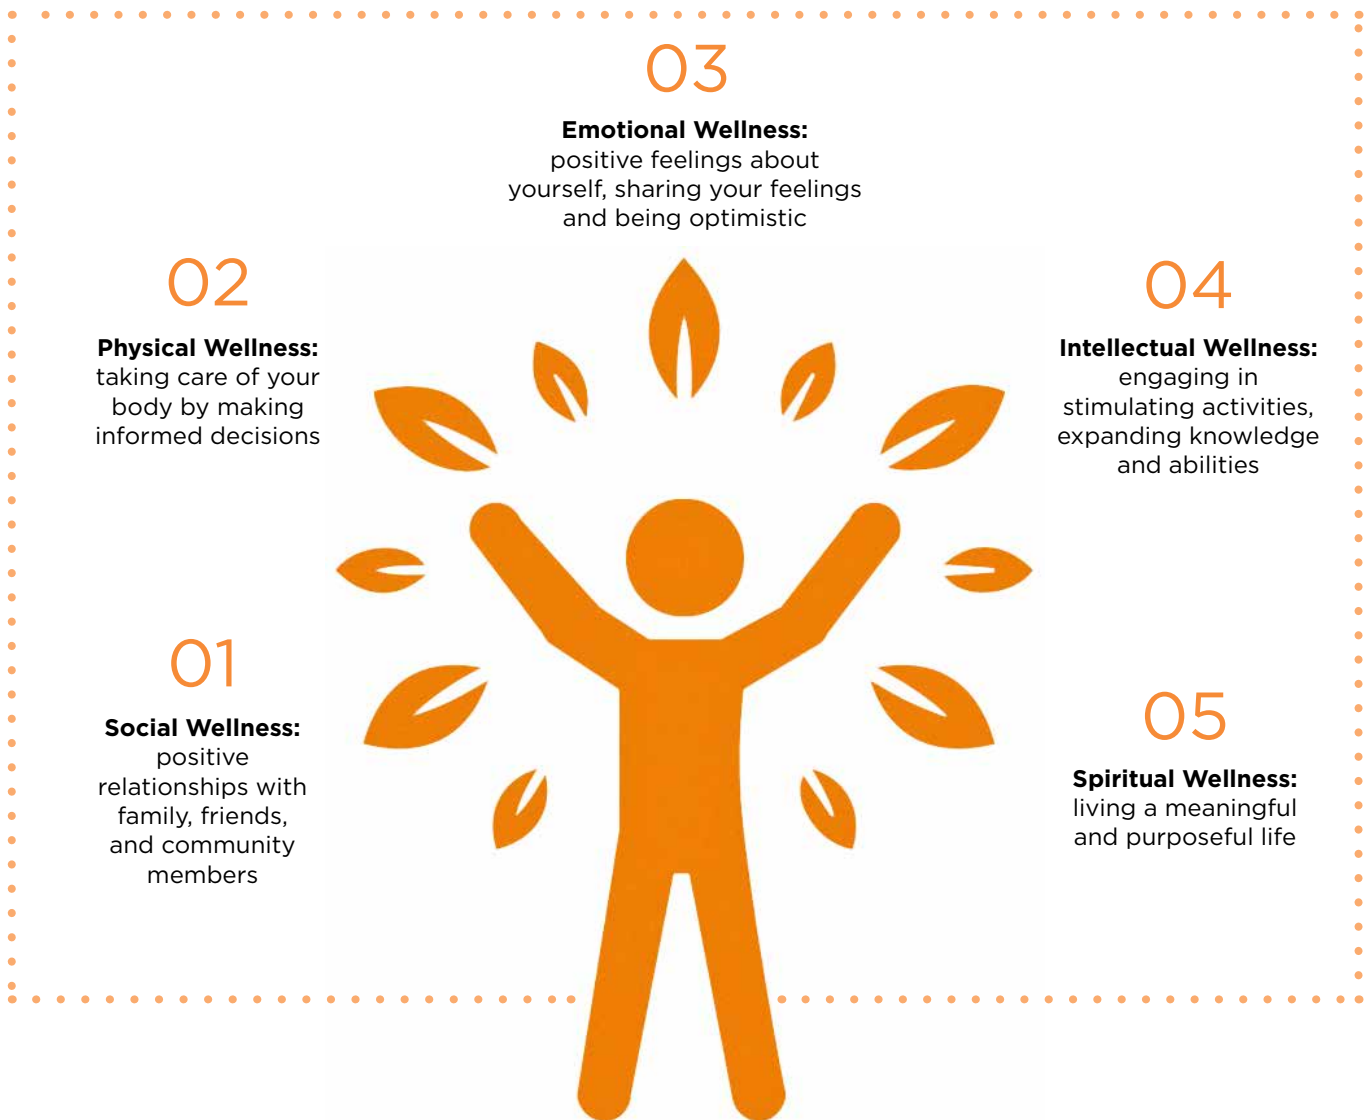 03
Emotional Wellness:
positive feelings about
yourself, sharing your feelings
and being optimistic
02
Physical Wellness:
taking care of your
body by making
informed decisions
04
Intellectual Wellness:
engaging in
stimulating activities,
expanding knowledge
and abilities
01
Social Wellness:
positive
relationships with
family, friends,
and community
members
05
Spiritual Wellness:
living a meaningful
and purposeful life